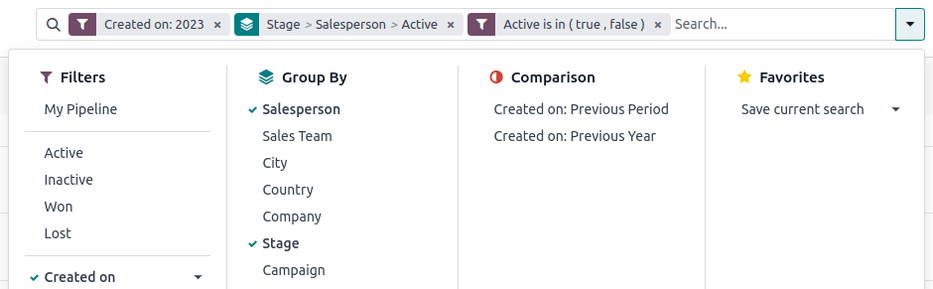 Created on: 2023 × Stage > Salesperson > Active × Active is in ( true , false ) × Search...
Filters
My Pipeline
Active
Inactive
Won
Lost
Created on
Group By
Salesperson
Sales Team
City
Country
Company
Stage
Campaign
Comparison
Created on: Previous Period
Created on: Previous Year
Favorites
Save current search